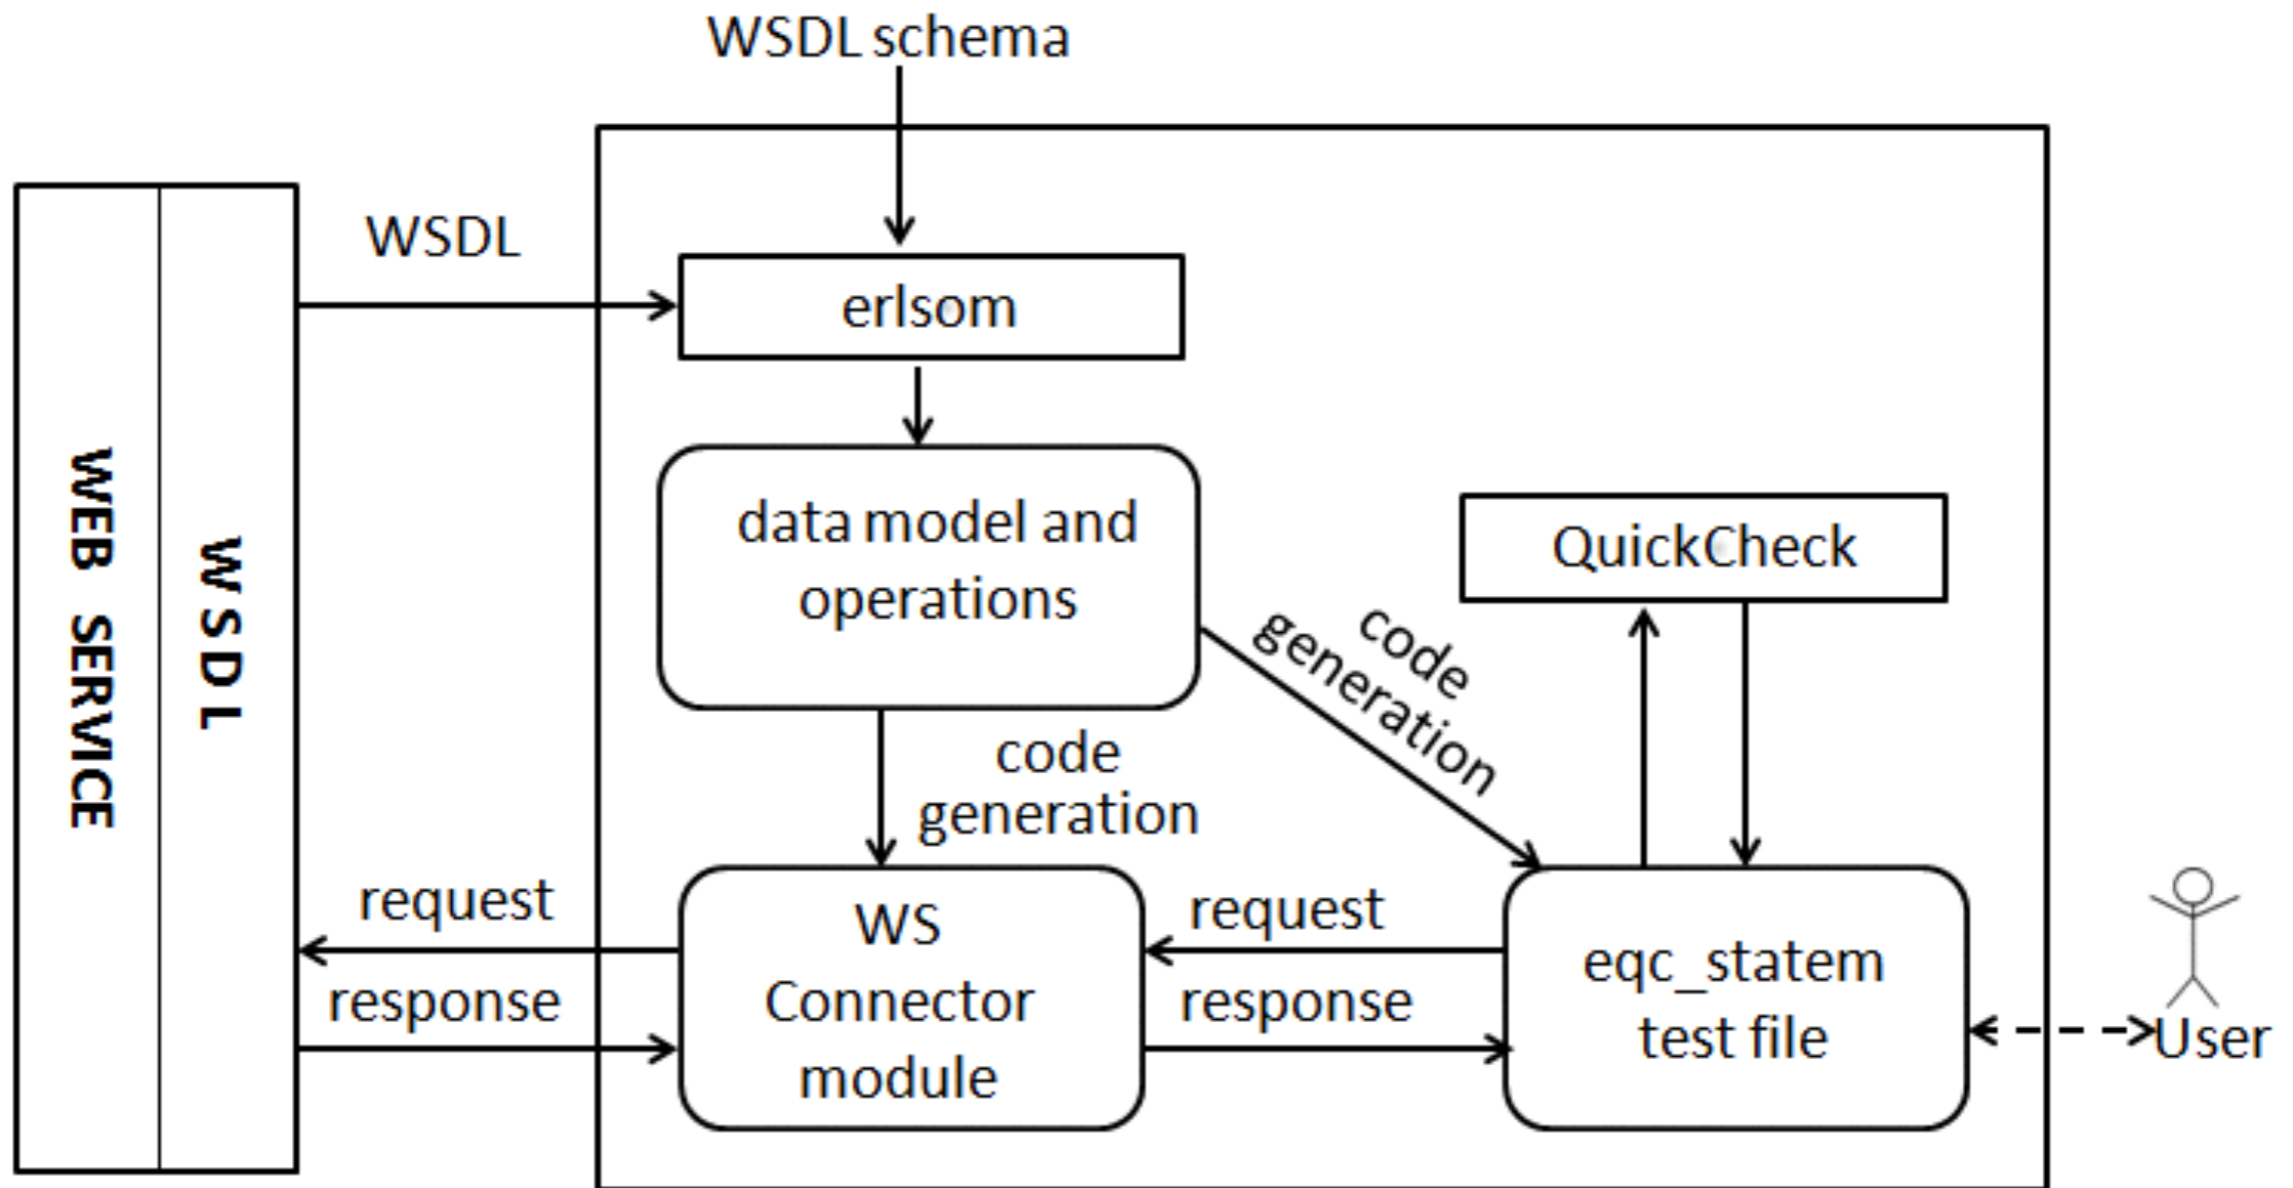 WSDL schema
WSDL
erlsom
WEB SERVICE
WSDL
data model and
operations
QuickCheck
code
generation
code
generation
request
response
WS
Connector
module
request
response
eqc_statem
test file
User